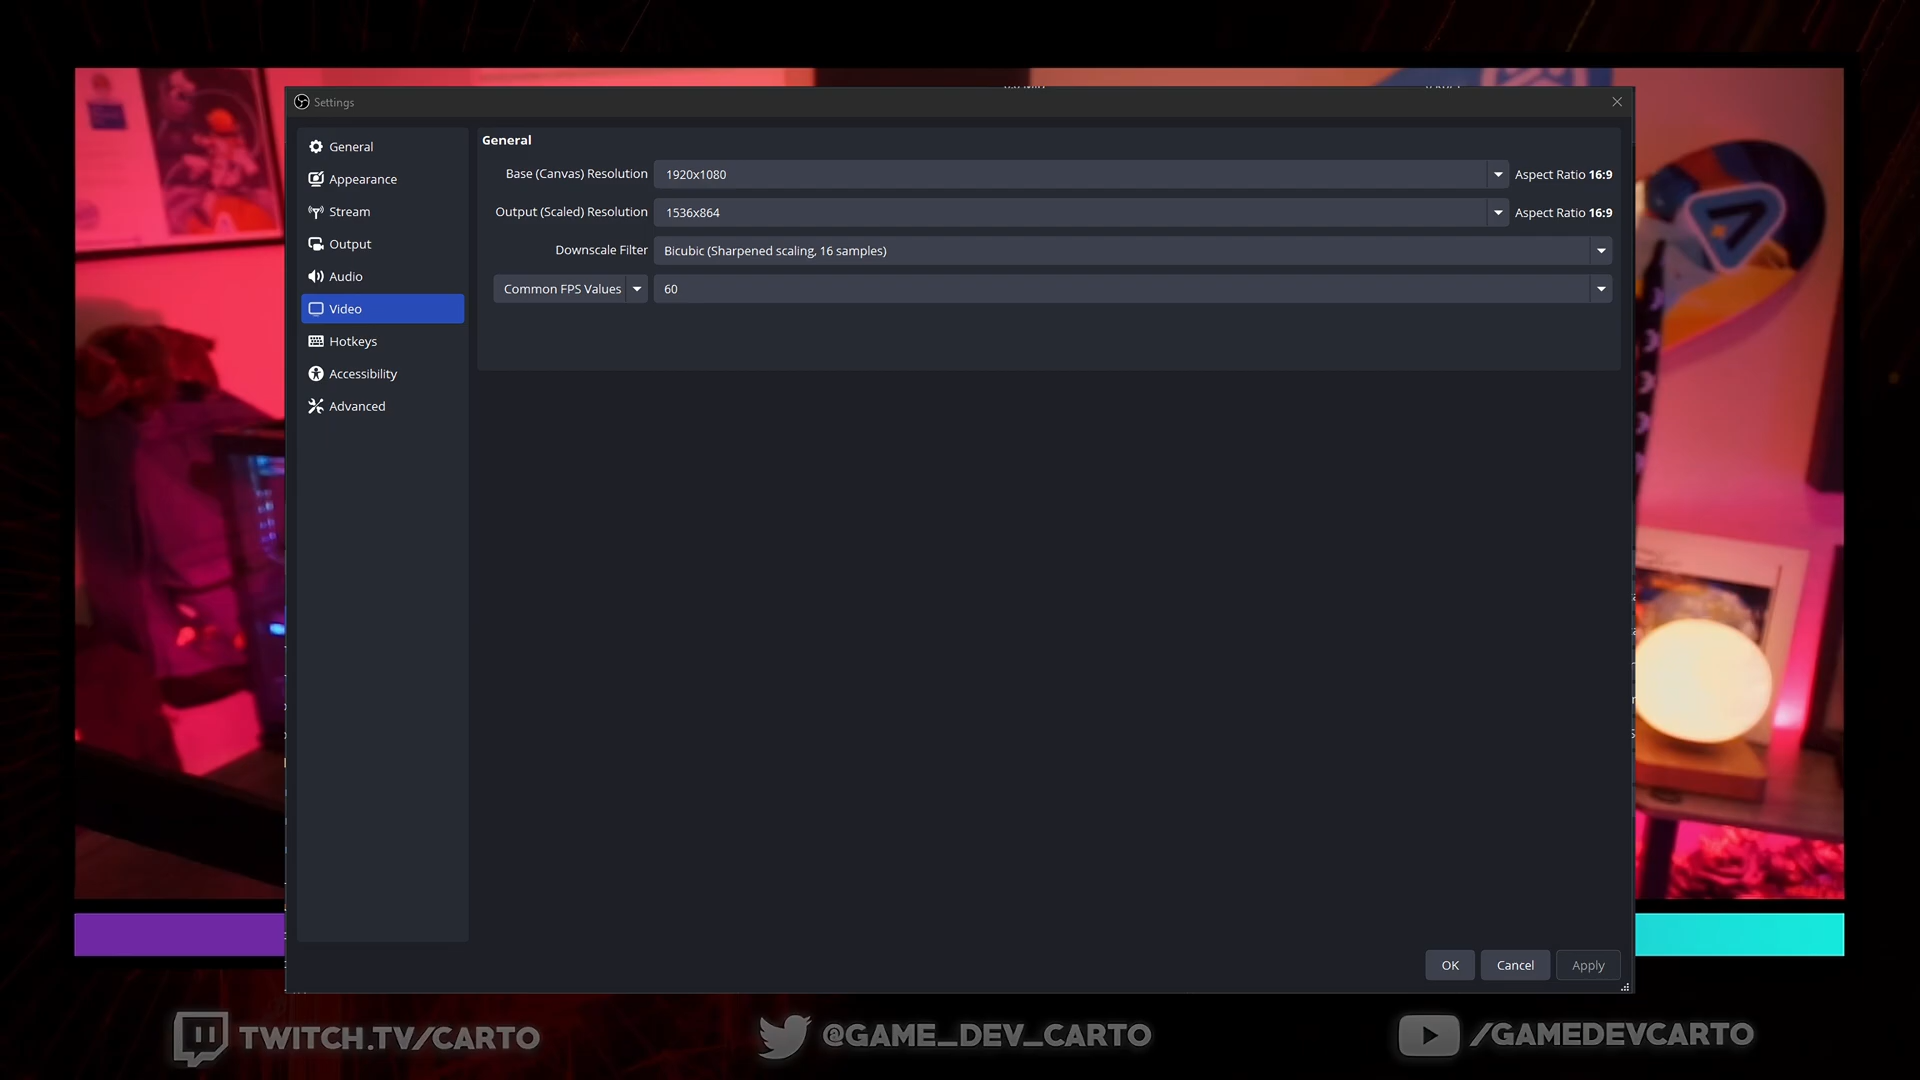 Settings
General
Appearance
Stream
Output
Audio
Video
Hotkeys
Accessibility
Advanced
General
Base (Canvas) Resolution 1920x1080 Aspect Ratio 16:9
Output (Scaled) Resolution 1536x864 Aspect Ratio 16:9
Downscale Filter Bicubic (Sharpened scaling, 16 samples)
Common FPS Values 60
OK Cancel Apply
TWITCH.TV/CARTO
@GAME_DEV_CARTO
/GAMEDEVCARTO